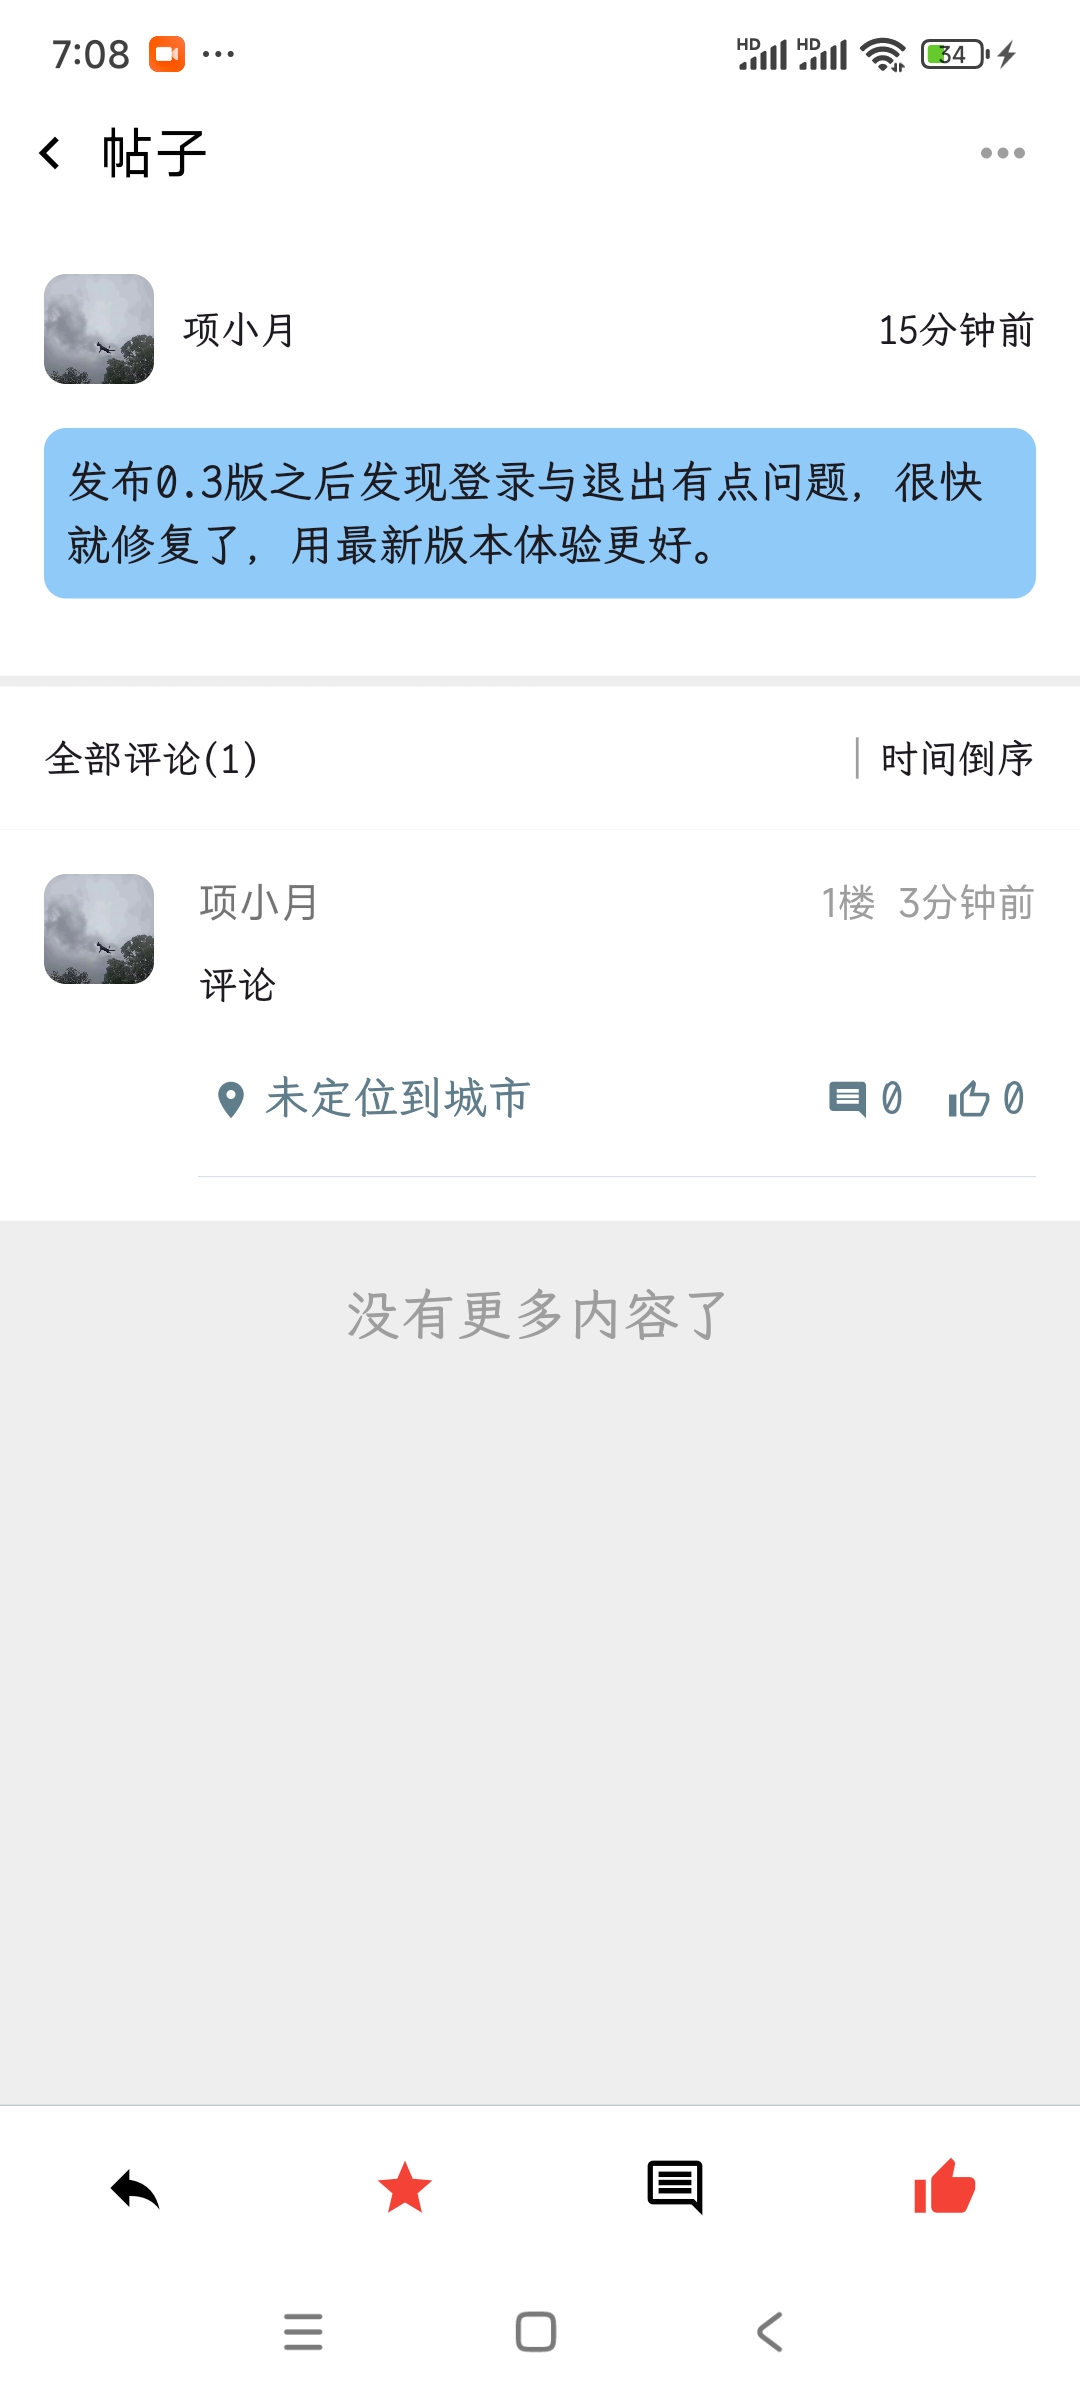 7:08
HD HD 34
帖子
项小月
15分钟前
发布0.3版之后发现登录与退出有点问题，很快
就修复了，用最新版本体验更好。
全部评论(1)
时间倒序
项小月
1楼 3分钟前
评论
未定位到城市
0 0
没有更多内容了